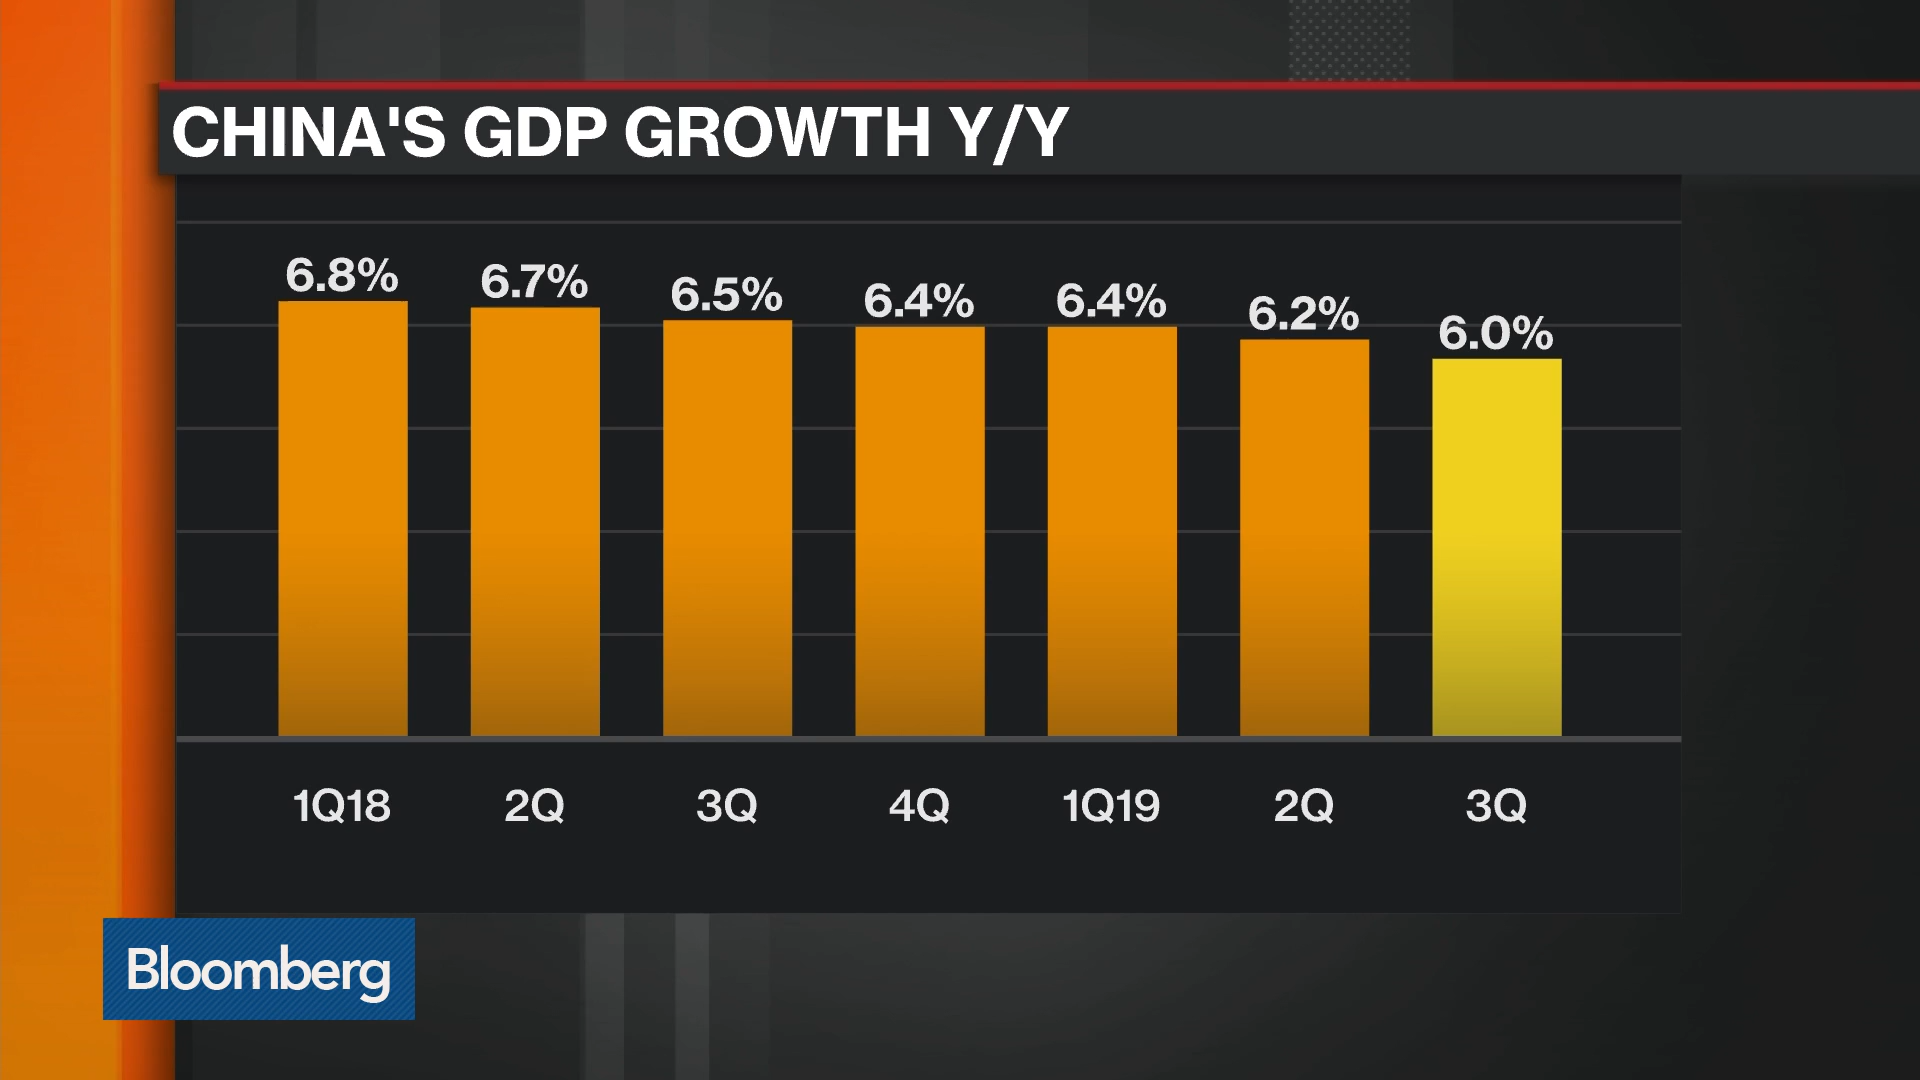 CHINA'S GDP GROWTH Y/Y
6.8% 6.7% 6.5% 6.4% 6.4% 6.2% 6.0%
1Q18 2Q 3Q 4Q 1Q19 2Q 3Q
Bloomberg